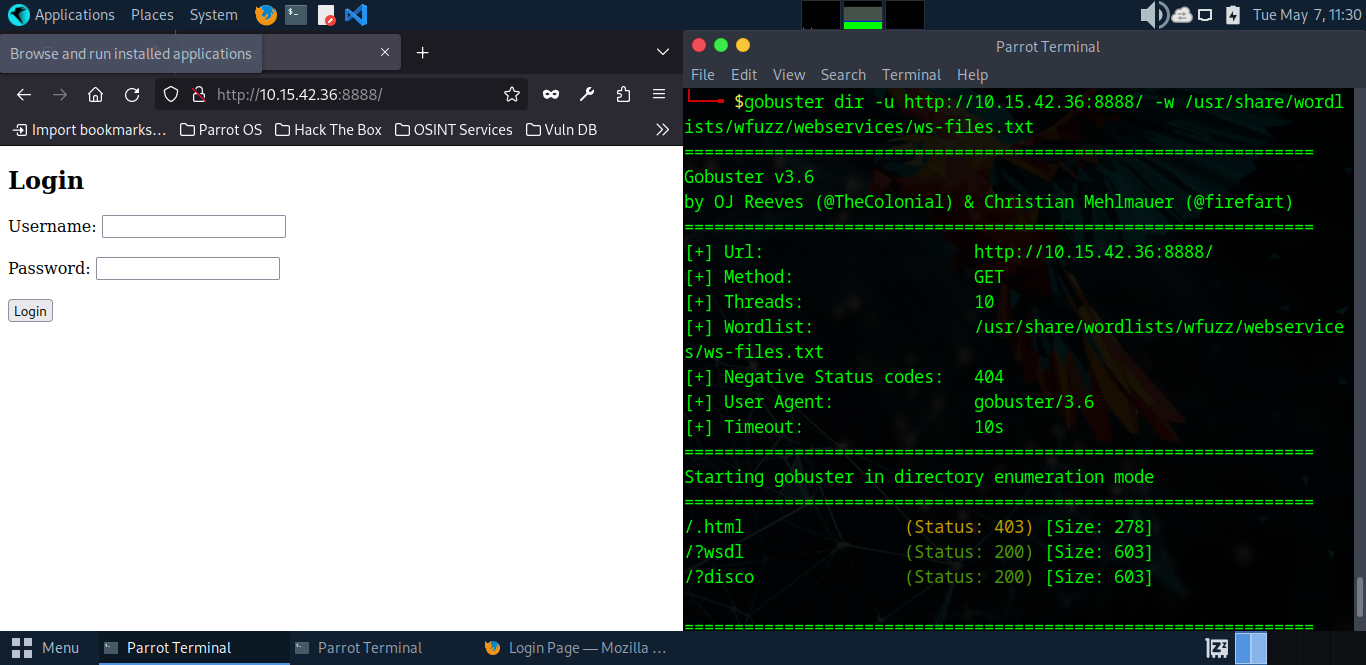 Applications Places System
Tue May 7, 11:30
Browse and run installed applications
http://10.15.42.36:8888/
Import bookmarks… Parrot OS Hack The Box OSINT Services Vuln DB
Login
Username:
Password:
Login
Parrot Terminal
File Edit View Search Terminal Help
$gobuster dir -u http://10.15.42.36:8888/ -w /usr/share/wordl
ists/wfuzz/webservices/ws-files.txt
===============================================================
Gobuster v3.6
by OJ Reeves (@TheColonial) & Christian Mehlmauer (@firefart)
===============================================================
[+] Url: http://10.15.42.36:8888/
[+] Method: GET
[+] Threads: 10
[+] Wordlist: /usr/share/wordlists/wfuzz/webservice
s/ws-files.txt
[+] Negative Status codes: 404
[+] User Agent: gobuster/3.6
[+] Timeout: 10s
===============================================================
Starting gobuster in directory enumeration mode
===============================================================
/.html (Status: 403) [Size: 278]
/?wsdl (Status: 200) [Size: 603]
/?disco (Status: 200) [Size: 603]
===============================================================
Menu Parrot Terminal Parrot Terminal Login Page — Mozilla …